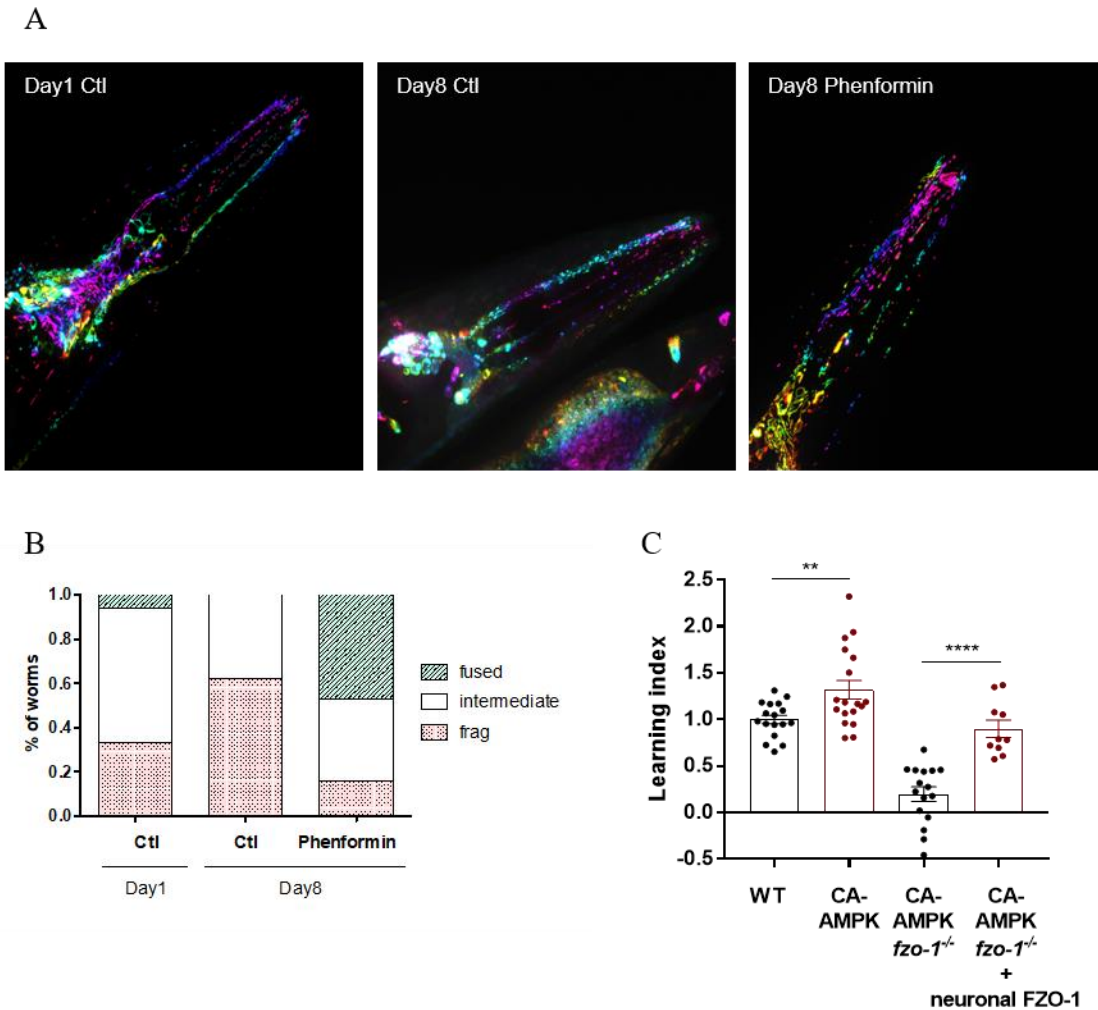 A
Day1 Ctl
Day8 Ctl
Day8 Phenformin
B
1.0
0.8
0.6
0.4
0.2
0.0
% of worms
Ctl
Ctl
Phenformin
Day1
Day8
fused
intermediate
frag
C
2.5
2.0
1.5
1.0
0.5
0.0
-0.5
Learning index
**
****
WT
CA-
AMPK
CA-
AMPK
fzo-1-/-
CA-
AMPK
fzo-1-/-
+
neuronal FZO-1